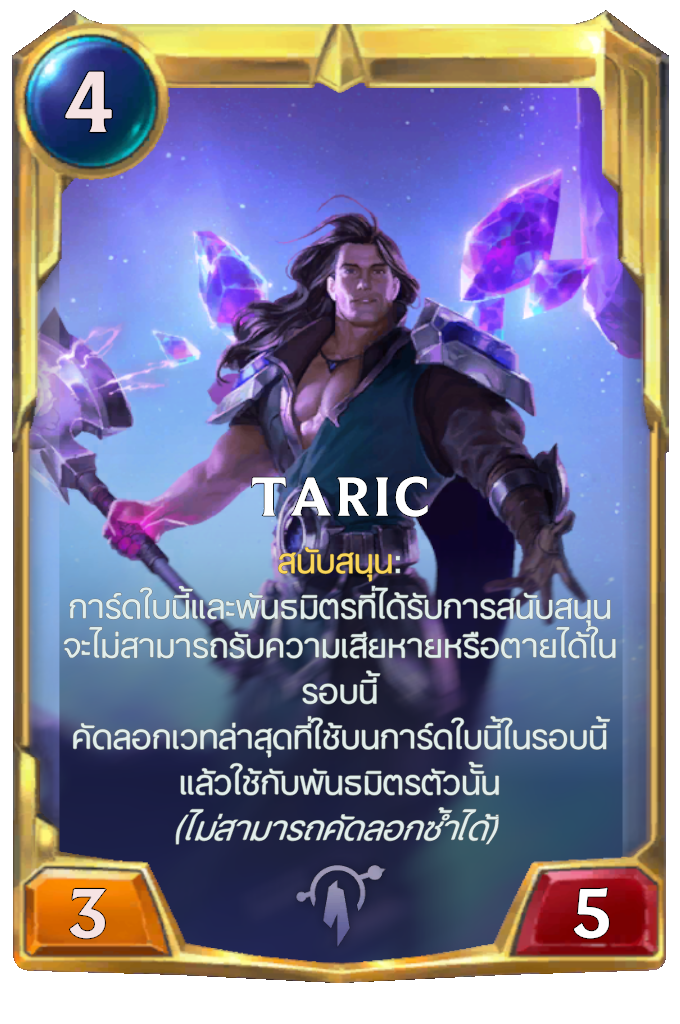 4
TARIC
สนับสนุน:
การ์ดใบนี้และพันธมิตรที่ได้รับการสนับสนุน
จะไม่สามารถรับความเสียหายหรือตายได้ใน
รอบนี้
คัดลอกเวทล่าสุดที่ใช้บนการ์ดใบนี้ในรอบนี้
แล้วใช้กับพันธมิตรตัวนั้น
(ไม่สามารถคัดลอกซ้ำได้)
3
5